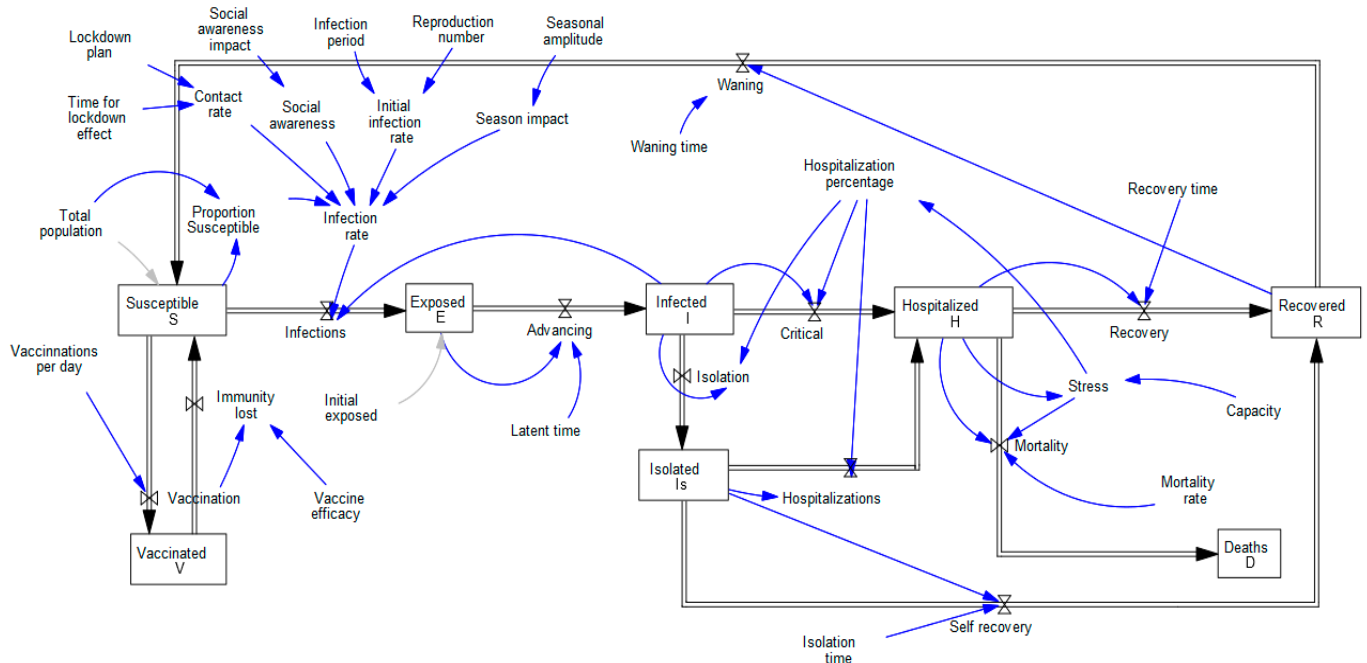 Social
awareness
impact
Infection
period
Reproduction
number
Seasonal
amplitude
Lockdown
plan
Waning
Time for
lockdown
effect
Contact
rate
Social
awareness
Initial
infection
rate
Season impact
Waning time
Hospitalization
percentage
Recovery time
Total
population
Proportion
Susceptible
Infection
rate
Susceptible
S
Infections
Exposed
E
Advancing
Infected
I
Critical
Hospitalized
H
Recovery
Recovered
R
Vaccinnations
per day
Immunity
lost
Initial
exposed
Latent time
Isolation
Stress
Capacity
Mortality
Isolated
Is
Hospitalizations
Mortality
rate
Vaccination
Vaccine
efficacy
Vaccinated
V
Deaths
D
Self recovery
Isolation
time